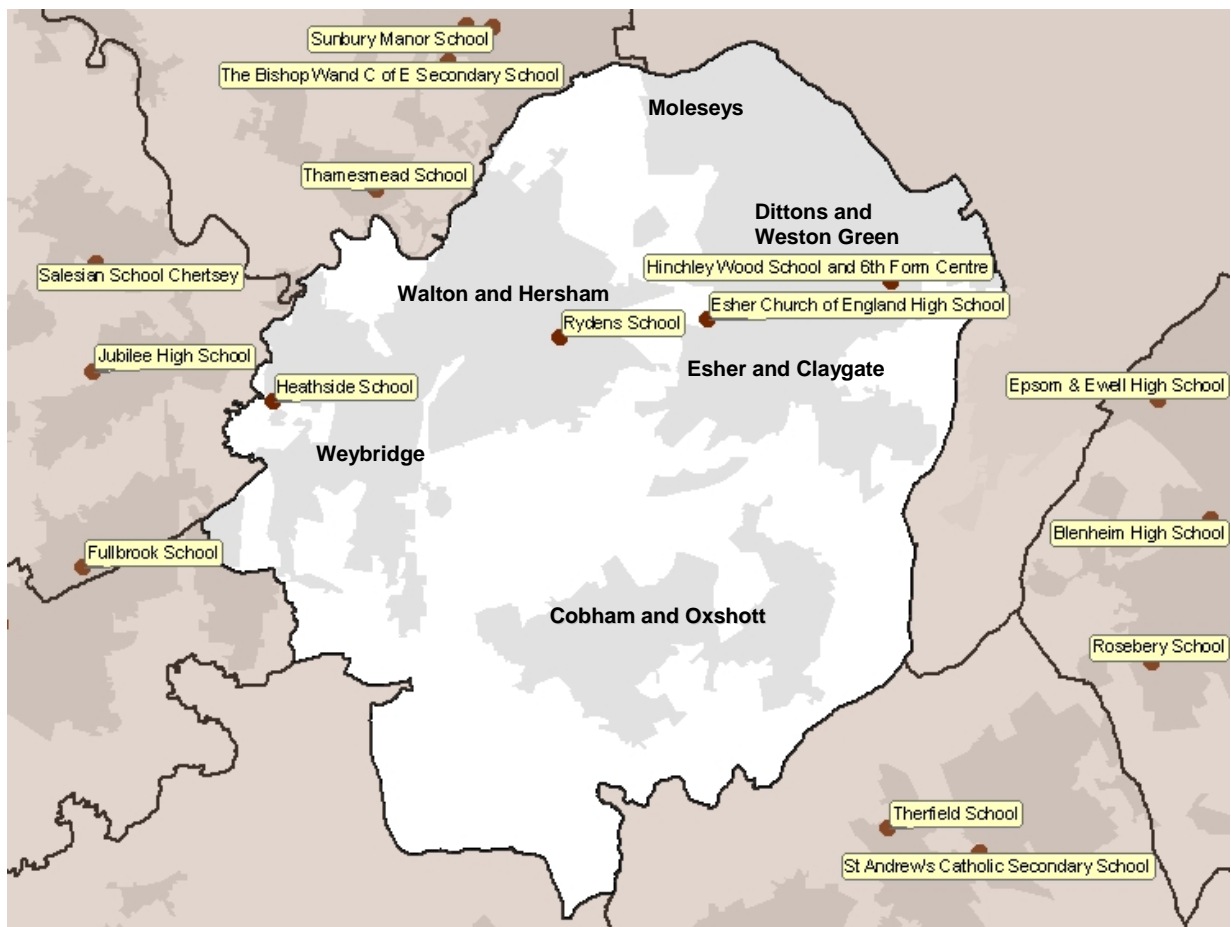 Sunbury Manor School
The Bishop Wand C of E Secondary School
Moleseys
Thamesmead School
Dittons and
Weston Green
Hinchley Wood School and 6th Form Centre
Salesian School Chertsey
Walton and Hersham
Esher Church of England High School
Rydens School
Jubilee High School
Esher and Claygate
Heathside School
Epsom & Ewell High School
Weybridge
Blenheim High School
Fullbrook School
Cobham and Oxshott
Rosebery School
Therfield School
St Andrew's Catholic Secondary School